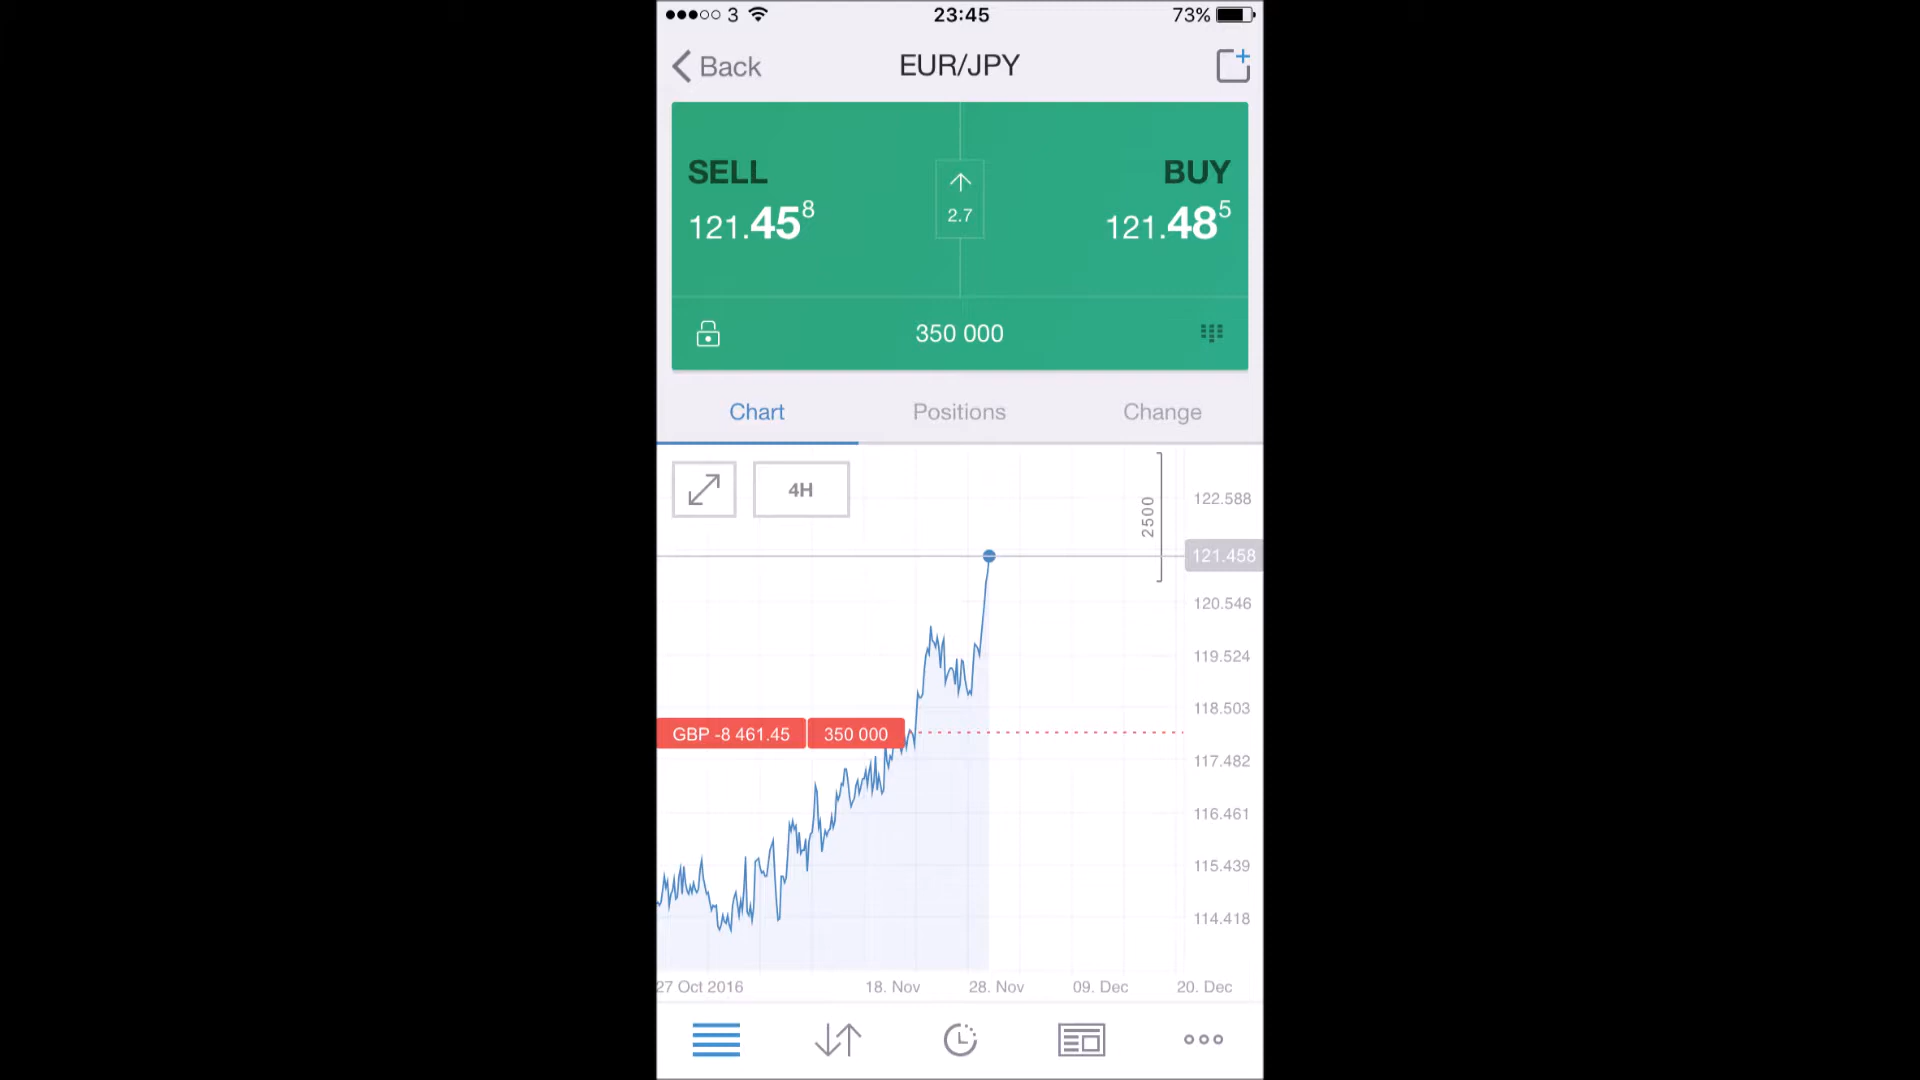 3 23:45 73%
Back EUR/JPY
SELL BUY
121.458 2.7 121.485
350 000
Chart Positions Change
4H
2500
122.588
121.458
120.546
119.524
118.503
GBP -8 461.45 350 000
117.482
116.461
115.439
114.418
27 Oct 2016 18. Nov 28. Nov 09. Dec 20. Dec